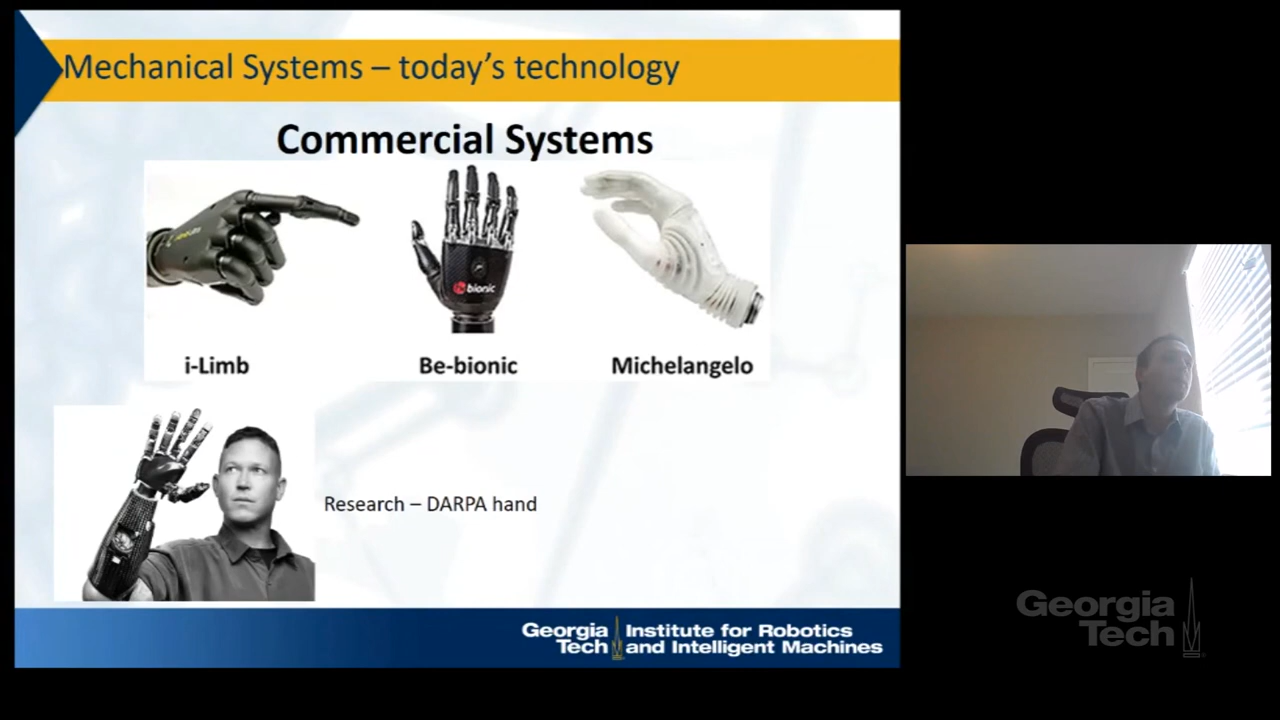 Mechanical Systems – today's technology
Commercial Systems
bionic
i-Limb
Be-bionic
Michelangelo
Research – DARPA hand
Georgia Tech
Institute for Robotics and Intelligent Machines
Georgia Tech